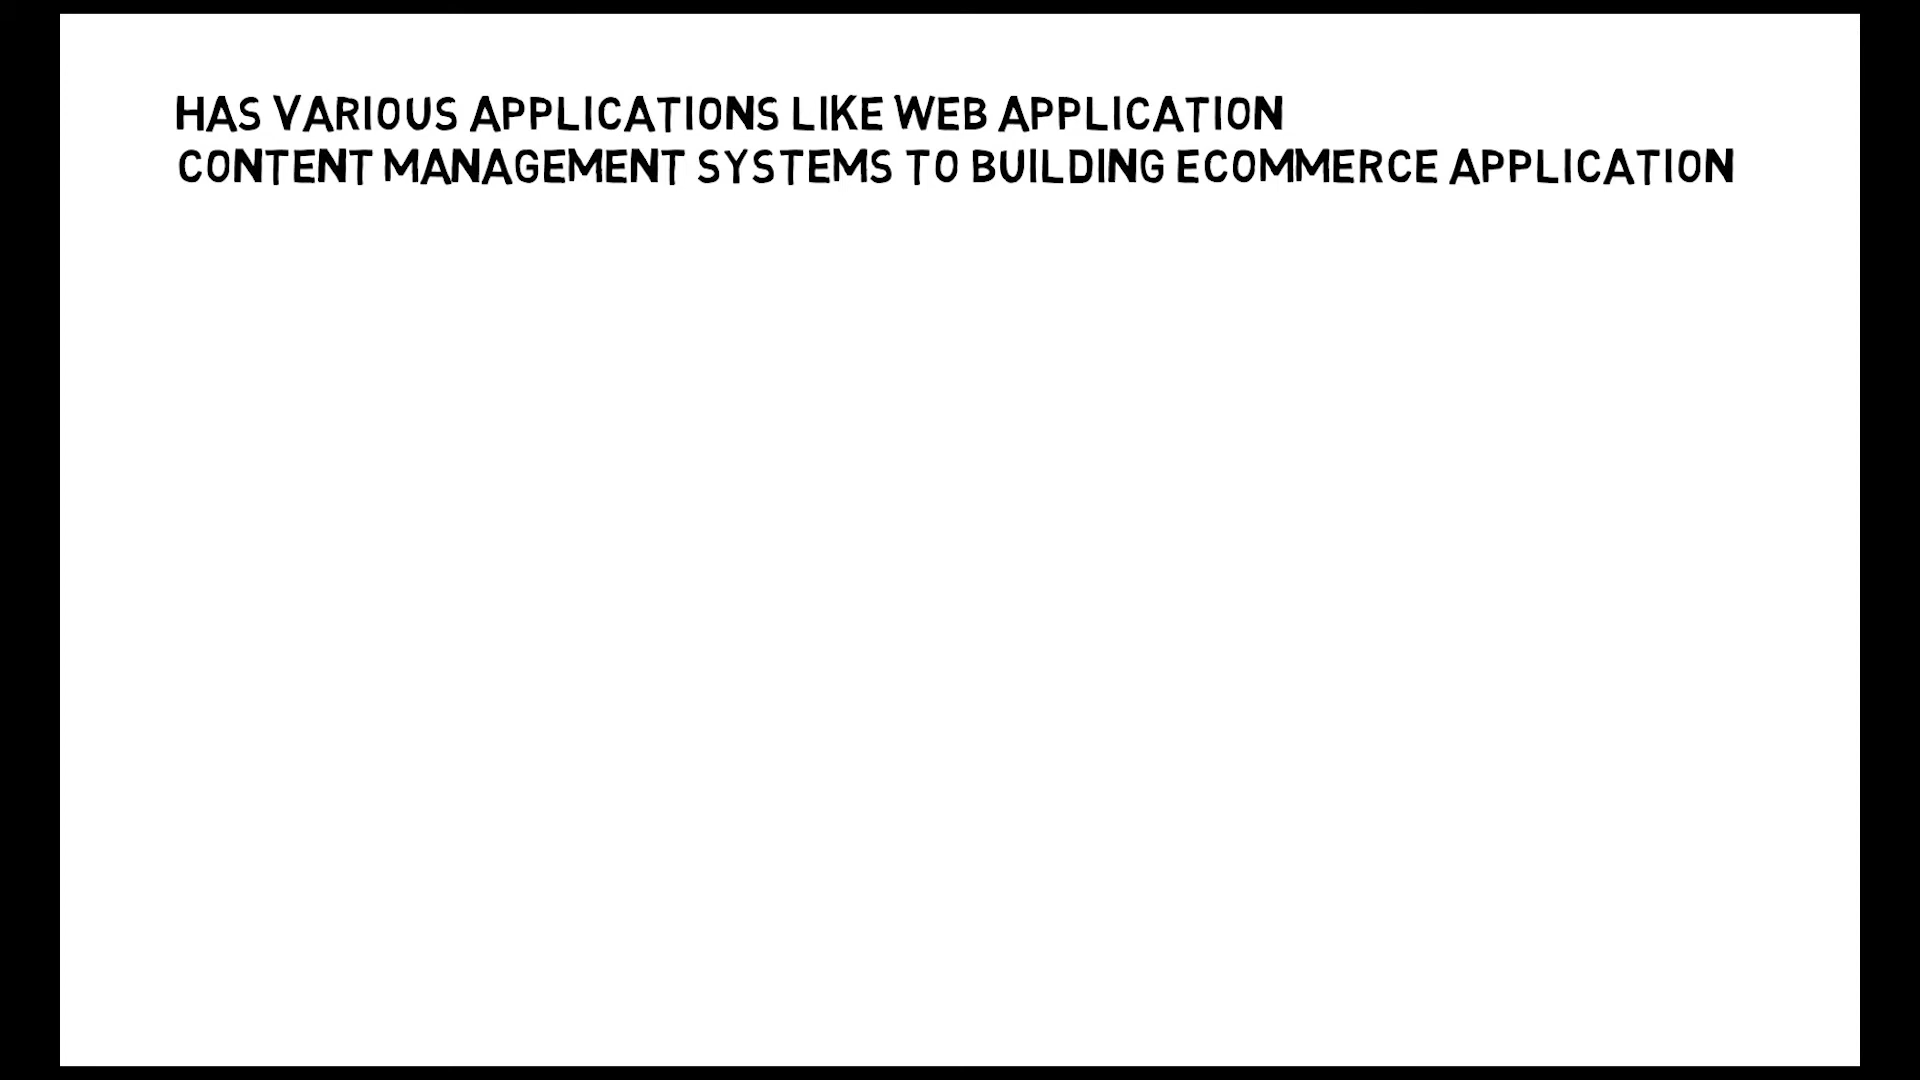 HAS VARIOUS APPLICATIONS LIKE WEB APPLICATION
CONTENT MANAGEMENT SYSTEMS TO BUILDING ECOMMERCE APPLICATION